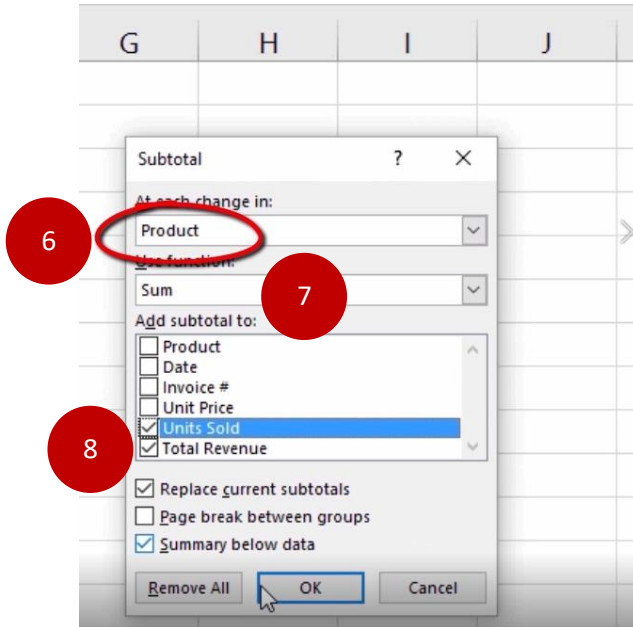 G H I J
Subtotal ?
At each change in:
6
Product
Use function:
Sum
7
Add subtotal to:
Product
Date
Invoice #
Unit Price
Units Sold
8
Total Revenue
Replace current subtotals
Page break between groups
Summary below data
Remove All OK Cancel